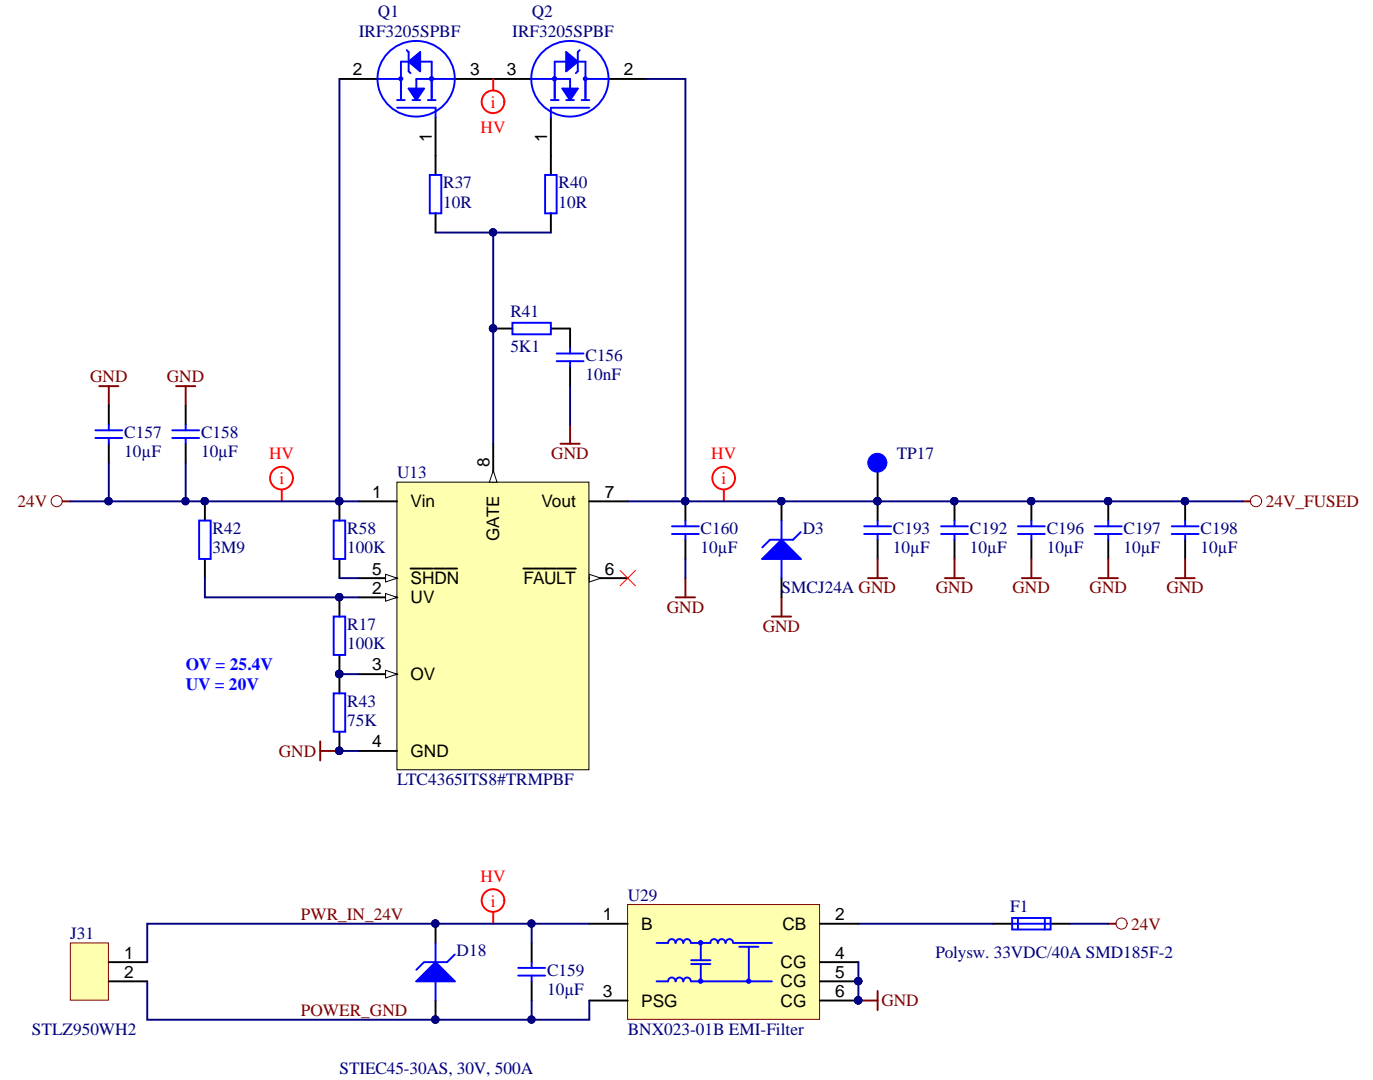 Q1
IRF3205SPBF
Q2
IRF3205SPBF
2
3
3
2
i
HV
1
1
R37
10R
R40
10R
R41
5K1
C156
10nF
GND
GND
GND
C157
10µF
C158
10µF
HV
i
24V
U13
8
1
Vin
GATE
Vout
7
HV
i
TP17
24V_FUSED
R42
3M9
R58
100K
5
SHDN
2
UV
FAULT
6
C160
10µF
GND
D3
SMCJ24A
GND
C193
10µF
GND
C192
10µF
GND
C196
10µF
GND
C197
10µF
GND
C198
10µF
GND
R17
100K
OV = 25.4V
UV = 20V
3
OV
R43
75K
GND
4
GND
LTC4365ITS8#TRMPBF
HV
i
U29
J31
PWR_IN_24V
1
B
CB
2
F1
24V
Polysw. 33VDC/40A SMD185F-2
1
2
D18
C159
10µF
CG
4
CG
5
CG
6
GND
POWER_GND
3
PSG
STLZ950WH2
BNX023-01B EMI-Filter
STIEC45-30AS, 30V, 500A